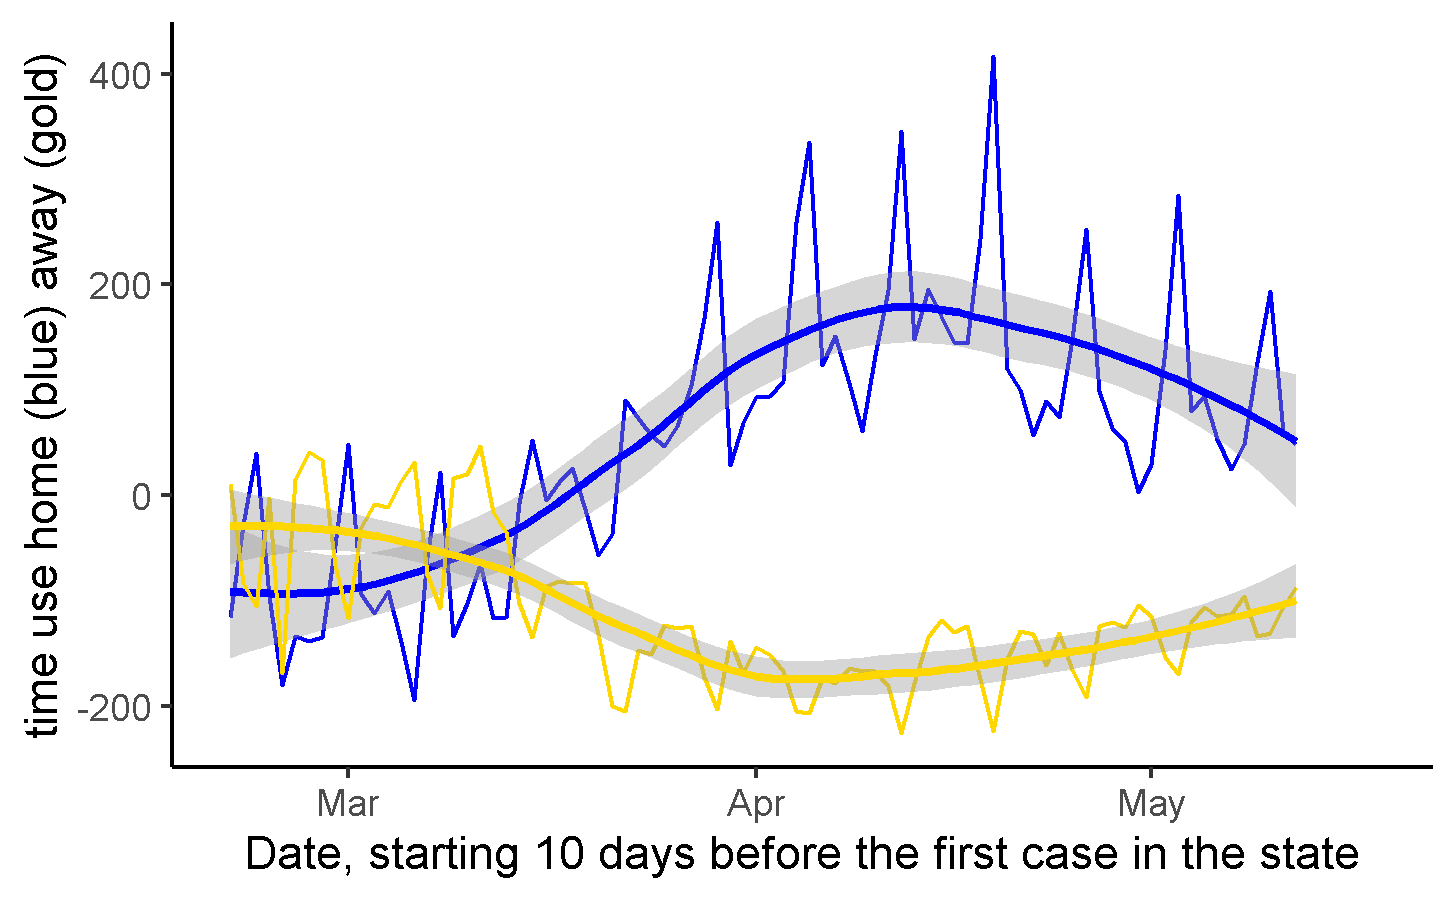 time use home (blue) away (gold)
400
200
0
-200
Mar
Apr
May
Date, starting 10 days before the first case in the state